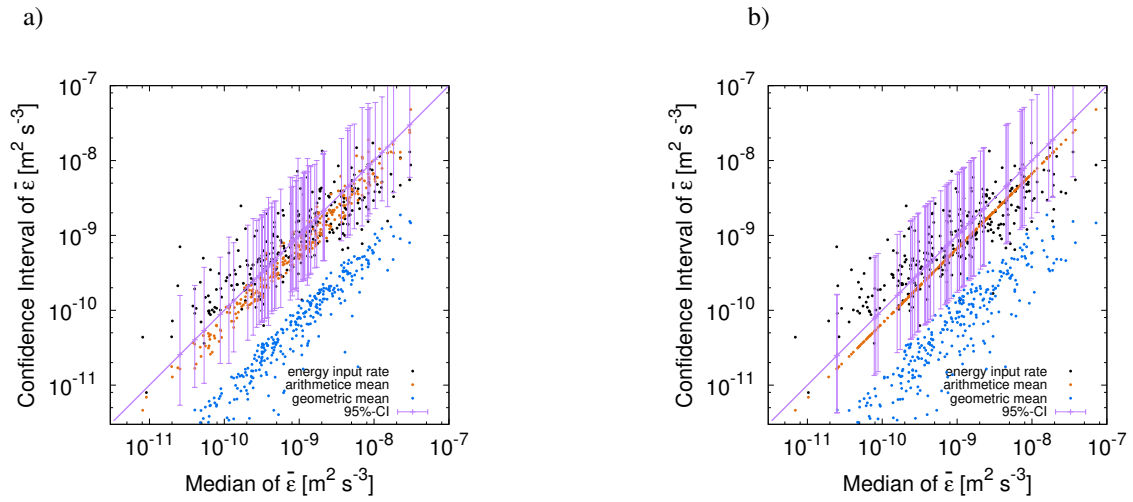 a)
b)
Confidence Interval of ε̄ [m² s⁻³]
10⁻⁷
10⁻⁸
10⁻⁹
10⁻¹⁰
10⁻¹¹
energy input rate
arithmetice mean
geometric mean
95%-CI
10⁻¹¹ 10⁻¹⁰ 10⁻⁹ 10⁻⁸ 10⁻⁷
Median of ε̄ [m² s⁻³]
Confidence Interval of ε̄ [m² s⁻³]
10⁻⁷
10⁻⁸
10⁻⁹
10⁻¹⁰
10⁻¹¹
energy input rate
arithmetice mean
geometric mean
95%-CI
10⁻¹¹ 10⁻¹⁰ 10⁻⁹ 10⁻⁸ 10⁻⁷
Median of ε̄ [m² s⁻³]